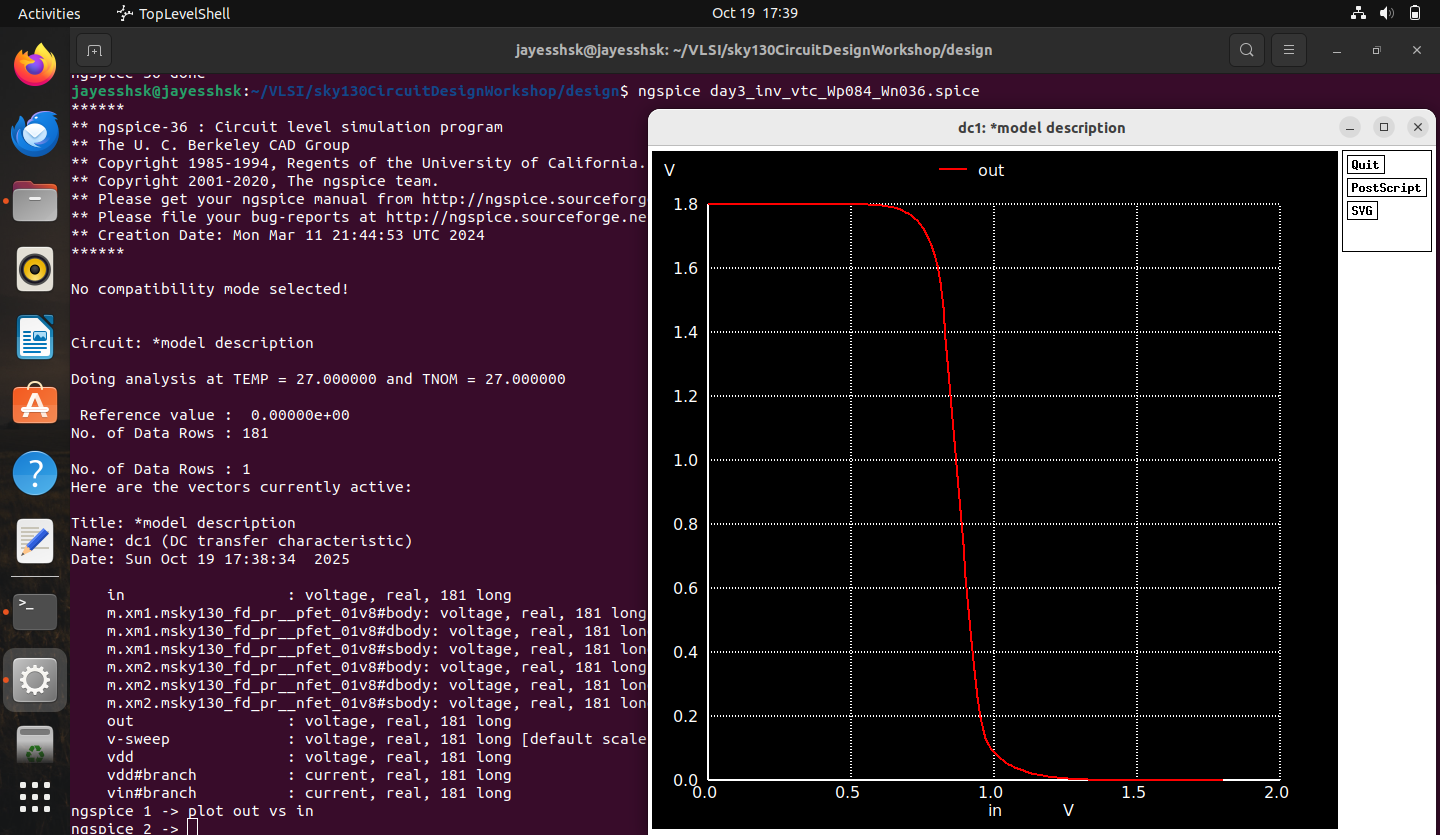 Activities
TopLevelShell
Oct 19 17:39
jayesshsk@jayesshsk: ~/VLSI/sky130CircuitDesignWorkshop/design
ngspice-36 done
jayesshsk@jayesshsk:~/VLSI/sky130CircuitDesignWorkshop/design$ ngspice day3_inv_vtc_Wp084_Wn036.spice
******
** ngspice-36 : Circuit level simulation program
** The U. C. Berkeley CAD Group
** Copyright 1985-1994, Regents of the University of California.
** Copyright 2001-2020, The ngspice team.
** Please get your ngspice manual from http://ngspice.sourceforg
** Please file your bug-reports at http://ngspice.sourceforge.ne
** Creation Date: Mon Mar 11 21:44:53 UTC 2024
******
No compatibility mode selected!
Circuit: *model description
Doing analysis at TEMP = 27.000000 and TNOM = 27.000000
Reference value :  0.00000e+00
No. of Data Rows : 181
No. of Data Rows : 1
Here are the vectors currently active:
Title: *model description
Name: dc1 (DC transfer characteristic)
Date: Sun Oct 19 17:38:34  2025
in                  : voltage, real, 181 long
m.xm1.msky130_fd_pr__pfet_01v8#body: voltage, real, 181 long
m.xm1.msky130_fd_pr__pfet_01v8#dbody: voltage, real, 181 lon
m.xm1.msky130_fd_pr__pfet_01v8#sbody: voltage, real, 181 lon
m.xm2.msky130_fd_pr__nfet_01v8#body: voltage, real, 181 long
m.xm2.msky130_fd_pr__nfet_01v8#dbody: voltage, real, 181 lon
m.xm2.msky130_fd_pr__nfet_01v8#sbody: voltage, real, 181 lon
out                 : voltage, real, 181 long
v-sweep             : voltage, real, 181 long [default scale
vdd                 : voltage, real, 181 long
vdd#branch          : current, real, 181 long
vin#branch          : current, real, 181 long
ngspice 1 -> plot out vs in
ngspice 2 ->
dc1: *model description
Quit
PostScript
SVG
V
out
1.8
1.6
1.4
1.2
1.0
0.8
0.6
0.4
0.2
0.0
0.0 0.5 1.0 1.5 2.0
in V